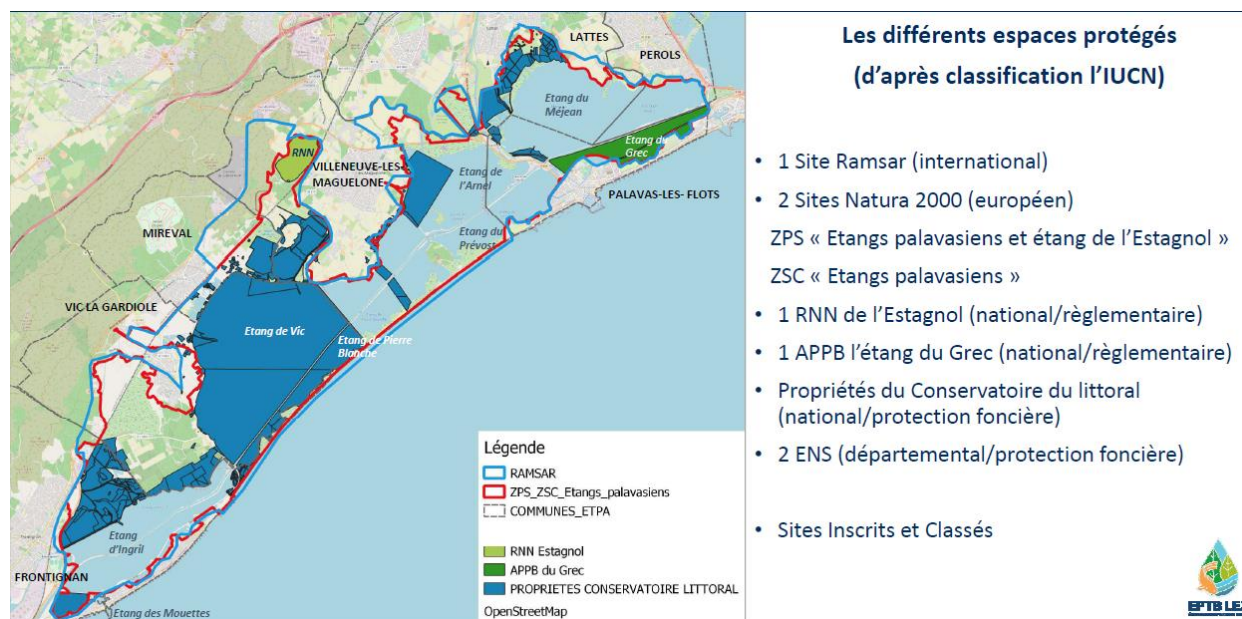 LATTES
PEROLS
Etang du
Méjean
Etang du
Grec
RNN
VILLENEUVE-LES-
MAGUELONE
Etang de
l'Arnel
PALAVAS-LES- FLOTS
Etang du
Prévost
MIREVAL
VIC LA GARDIOLE
Etang de Vic
Etang de Pierre
Blanche
Etang
d'Ingril
FRONTIGNAN
Etang des Mouettes
Légende
RAMSAR
ZPS_ZSC_Etangs_palavasiens
COMMUNES_ETPA
RNN Estagnol
APPB du Grec
PROPRIETES CONSERVATOIRE LITTORAL
OpenStreetMap
Les différents espaces protégés
(d'après classification l'IUCN)
• 1 Site Ramsar (international)
• 2 Sites Natura 2000 (européen)
ZPS « Etangs palavasiens et étang de l'Estagnol »
ZSC « Etangs palavasiens »
• 1 RNN de l'Estagnol (national/règlementaire)
• 1 APPB l'étang du Grec (national/règlementaire)
• Propriétés du Conservatoire du littoral
(national/protection foncière)
• 2 ENS (départemental/protection foncière)
• Sites Inscrits et Classés
EPTB LEZ